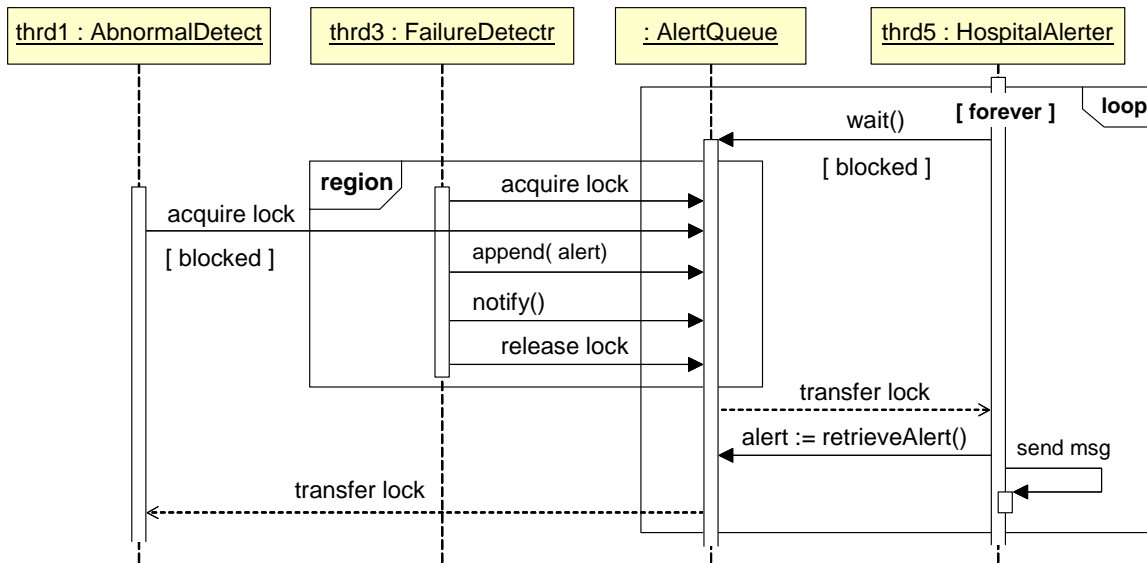 thrd1 : AbnormalDetect
thrd3 : FailureDetectr
: AlertQueue
thrd5 : HospitalAlerter
loop
[ forever ]
wait()
[ blocked ]
region
acquire lock
acquire lock
[ blocked ]
append( alert)
notify()
release lock
transfer lock
alert := retrieveAlert()
send msg
transfer lock